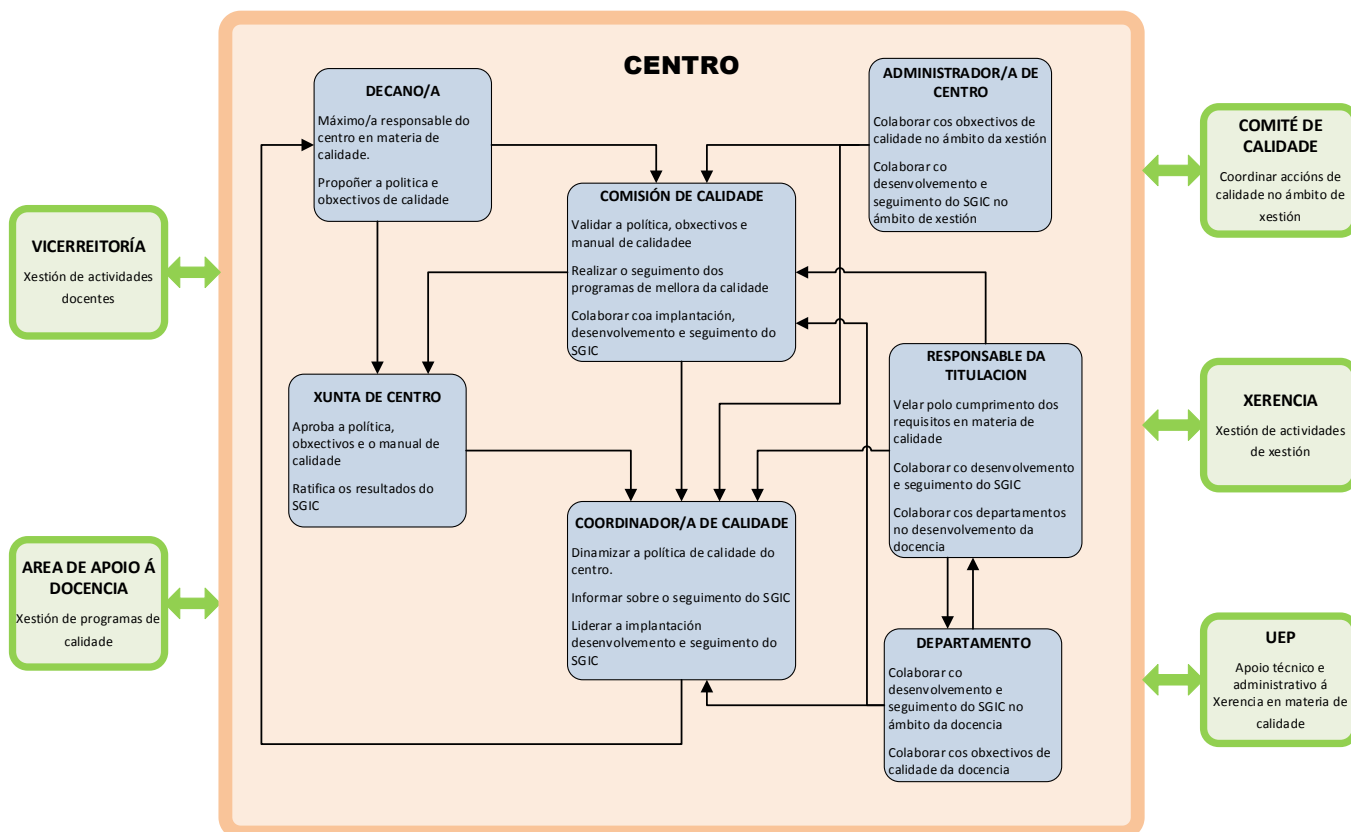 CENTRO
DECANO/A
Máximo/a responsable do
centro en materia de
calidade.
Propoñer a politica e
obxectivos de calidade
ADMINISTRADOR/A DE
CENTRO
Colaborar cos obxectivos de
calidade no ámbito da xestión
Colaborar co
desenvolvemento e
seguimento do SGIC no
ámbito de xestión
COMITÉ DE
CALIDADE
Coordinar accións de
calidade no ámbito de
xestión
COMISIÓN DE CALIDADE
Validar a política, obxectivos e
manual de calidadee
Realizar o seguimento dos
programas de mellora da calidade
Colaborar coa implantación,
desenvolvemento e seguimento do
SGIC
VICERREITORÍA
Xestión de actividades
docentes
XUNTA DE CENTRO
Aproba a política,
obxectivos e o manual de
calidade
Ratifica os resultados do
SGIC
RESPONSABLE DA
TITULACION
Velar polo cumprimento dos
requisitos en materia de
calidade
Colaborar co desenvolvemento
e seguimento do SGIC
Colaborar cos departamentos
no desenvolvemento da
docencia
XERENCIA
Xestión de actividades
de xestión
COORDINADOR/A DE CALIDADE
Dinamizar a política de calidade do
centro.
Informar sobre o seguimento do SGIC
Liderar a implantación
desenvolvemento e seguimento do
SGIC
AREA DE APOIO Á
DOCENCIA
Xestión de programas de
calidade
DEPARTAMENTO
Colaborar co
desenvolvemento e
seguimento do SGIC no
ámbito da docencia
Colaborar cos obxectivos de
calidade da docencia
UEP
Apoio técnico e
administrativo á
Xerencia en materia de
calidade